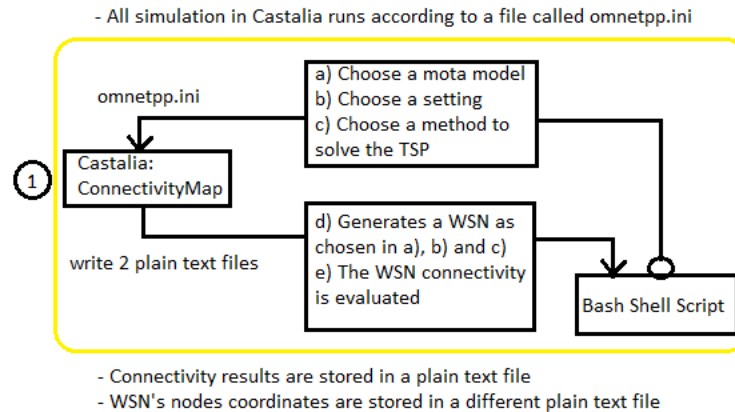 - All simulation in Castalia runs according to a file called omnetpp.ini
a) Choose a mota model
b) Choose a setting
c) Choose a method to
solve the TSP
omnetpp.ini
1
Castalia:
ConnectivityMap
d) Generates a WSN as
chosen in a), b) and c)
e) The WSN connectivity
is evaluated
write 2 plain text files
Bash Shell Script
- Connectivity results are stored in a plain text file
- WSN's nodes coordinates are stored in a different plain text file